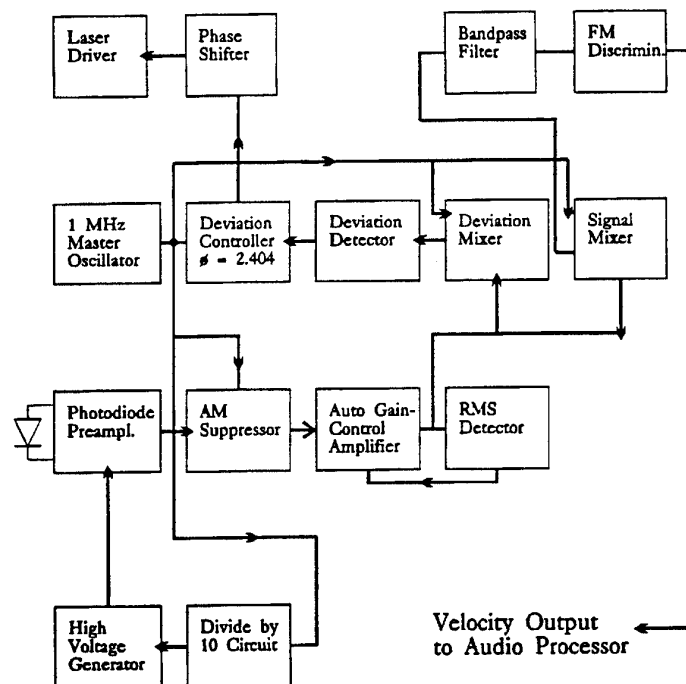 Laser
Driver
Phase
Shifter
Bandpass
Filter
FM
Discrimin.
1 MHz
Master
Oscillator
Deviation
Controller
ø = 2.404
Deviation
Detector
Deviation
Mixer
Signal
Mixer
Photodiode
Preampl.
AM
Suppressor
Auto Gain-
Control
Amplifier
RMS
Detector
High
Voltage
Generator
Divide by
10 Circuit
Velocity Output
to Audio Processor